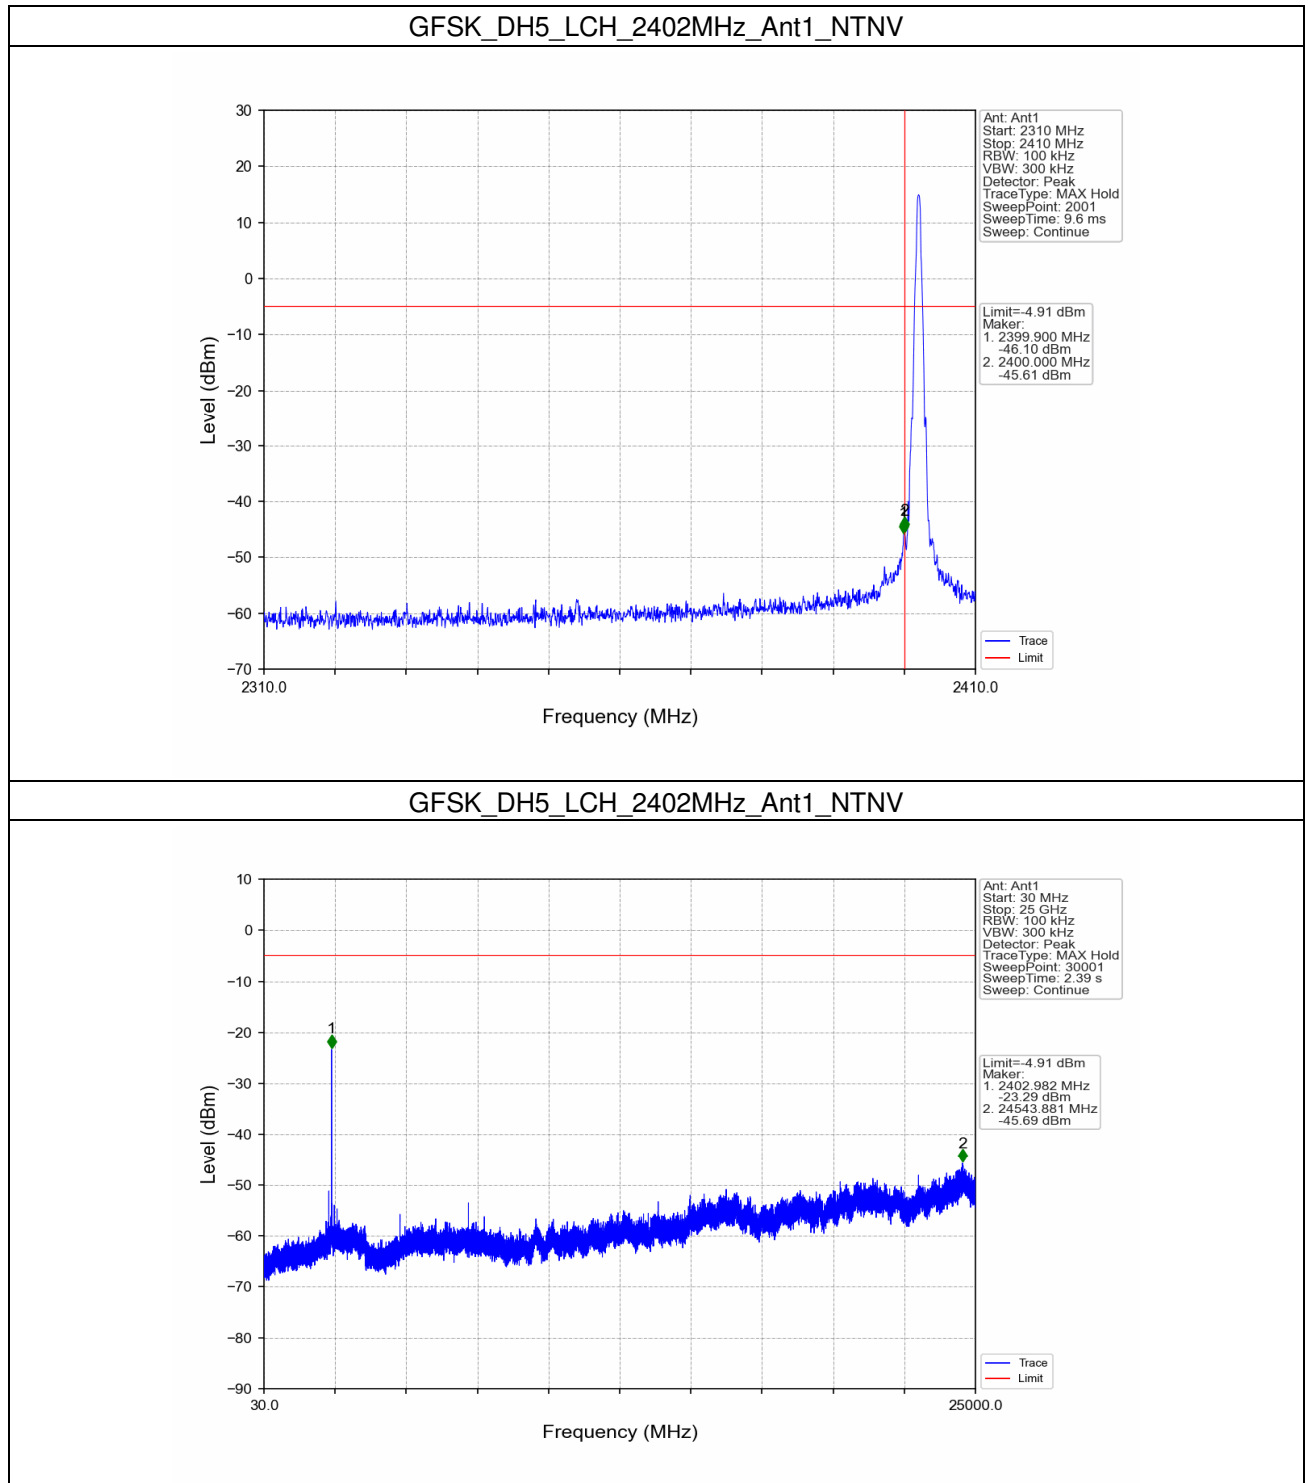 GFSK_DH5_LCH_2402MHz_Ant1_NTNV
30
20
10
0
−10
−20
−30
−40
−50
−60
−70
Level (dBm)
2310.0
2410.0
Frequency (MHz)
2
Ant: Ant1
Start: 2310 MHz
Stop: 2410 MHz
RBW: 100 kHz
VBW: 300 kHz
Detector: Peak
TraceType: MAX Hold
SweepPoint: 2001
SweepTime: 9.6 ms
Sweep: Continue
Limit=-4.91 dBm
Maker:
1. 2399.900 MHz
-46.10 dBm
2. 2400.000 MHz
-45.61 dBm
Trace
Limit
GFSK_DH5_LCH_2402MHz_Ant1_NTNV
10
0
−10
−20
−30
−40
−50
−60
−70
−80
−90
Level (dBm)
30.0
25000.0
Frequency (MHz)
1
2
Ant: Ant1
Start: 30 MHz
Stop: 25 GHz
RBW: 100 kHz
VBW: 300 kHz
Detector: Peak
TraceType: MAX Hold
SweepPoint: 30001
SweepTime: 2.39 s
Sweep: Continue
Limit=-4.91 dBm
Maker:
1. 2402.982 MHz
-23.29 dBm
2. 24543.881 MHz
-45.69 dBm
Trace
Limit